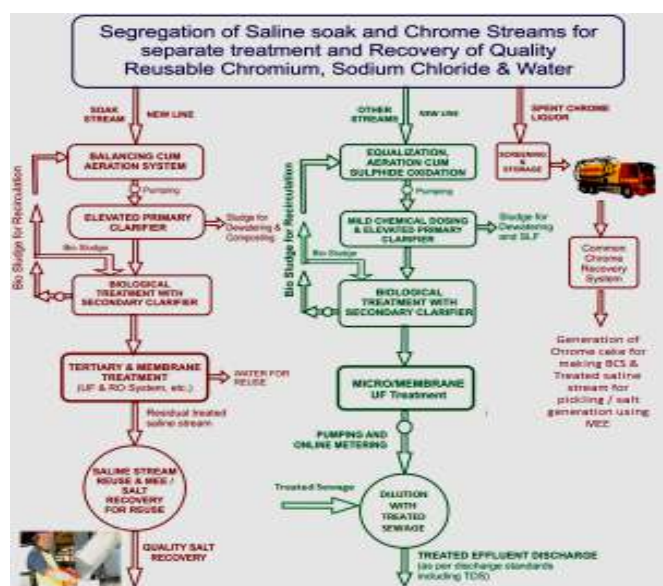 Segregation of Saline soak and Chrome Streams for
separate treatment and Recovery of Quality
Reusable Chromium, Sodium Chloride & Water
SOAK
STREAM
NEW LINE
BALANCING CUM
AERATION SYSTEM
Pumping
ELEVATED PRIMARY
CLARIFIER
Sludge for
Dewatering &
Composting
Bio Sludge for Recirculation
Bio Sludge
BIOLOGICAL
TREATMENT WITH
SECONDARY CLARIFIER
TERTIARY & MEMBRANE
TREATMENT
(UF & RO System, etc.)
WATER FOR
REUSE
Residual treated
saline stream
SALINE STREAM
REUSE & MEE /
SALT
RECOVERY
FOR REUSE
QUALITY SALT
RECOVERY
OTHER
STREAMS
NEW LINE
EQUALIZATION,
AERATION CUM
SULPHIDE OXIDATION
Pumping
MILD CHEMICAL DOSING
& ELEVATED PRIMARY
CLARIFIER
Sludge for
Dewatering
and SLF
Bio Sludge for Recirculation
Bio Sludge
BIOLOGICAL
TREATMENT WITH
SECONDARY CLARIFIER
MICRO/MEMBRANE
UF Treatment
PUMPING AND
ONLINE METERING
Treated Sewage
DILUTION
WITH
TREATED
SEWAGE
TREATED EFFLUENT DISCHARGE
(as per discharge standards
including TDS)
SPENT CHROME
LIQUOR
SCREENING
&
STORAGE
Common
Chrome
Recovery
System
Generation of
Chrome cake for
making BCS &
Treated saline
stream for
pickling / salt
generation using
MEE